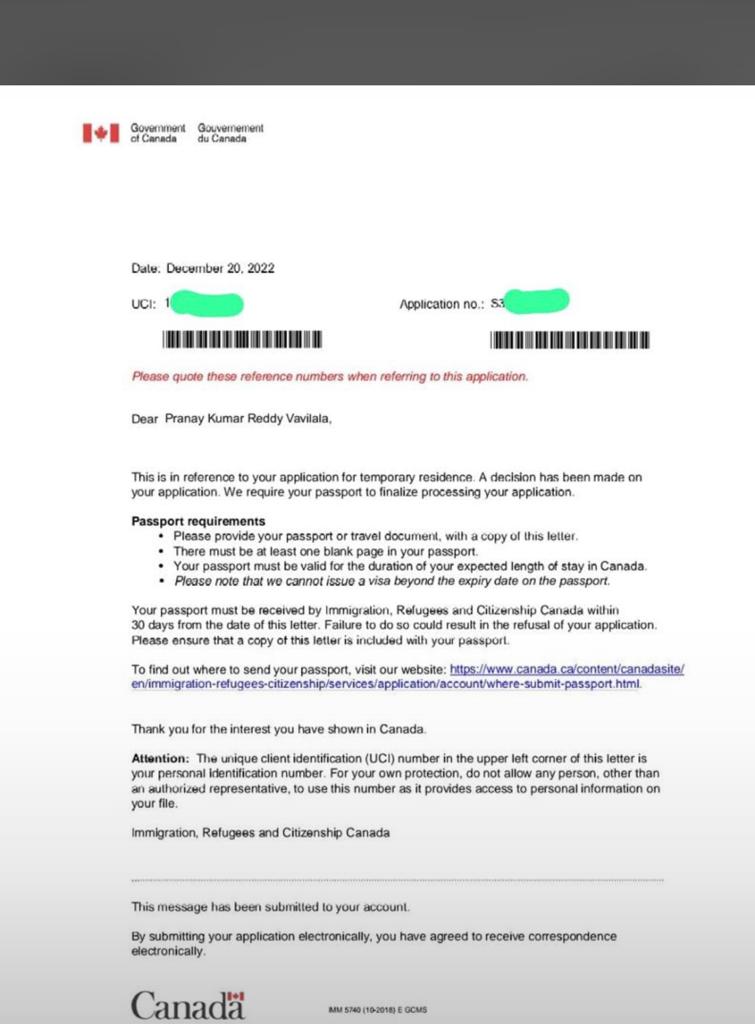 Government Gouvernement
of Canada du Canada
Date: December 20, 2022
UCI: 1
Application no.: S3
Please quote these reference numbers when referring to this application.
Dear Pranay Kumar Reddy Vavilala,
This is in reference to your application for temporary residence. A decision has been made on
your application. We require your passport to finalize processing your application.
Passport requirements
• Please provide your passport or travel document, with a copy of this letter.
• There must be at least one blank page in your passport.
• Your passport must be valid for the duration of your expected length of stay in Canada.
• Please note that we cannot issue a visa beyond the expiry date on the passport.
Your passport must be received by Immigration, Refugees and Citizenship Canada within
30 days from the date of this letter. Failure to do so could result in the refusal of your application.
Please ensure that a copy of this letter is included with your passport.
To find out where to send your passport, visit our website: https://www.canada.ca/content/canadasite/
en/immigration-refugees-citizenship/services/application/account/where-submit-passport.html.
Thank you for the interest you have shown in Canada.
Attention: The unique client identification (UCI) number in the upper left corner of this letter is
your personal identification number. For your own protection, do not allow any person, other than
an authorized representative, to use this number as it provides access to personal information on
your file.
Immigration, Refugees and Citizenship Canada
This message has been submitted to your account.
By submitting your application electronically, you have agreed to receive correspondence
electronically.
Canada
IMM 5740 (10-2018) E GCMS